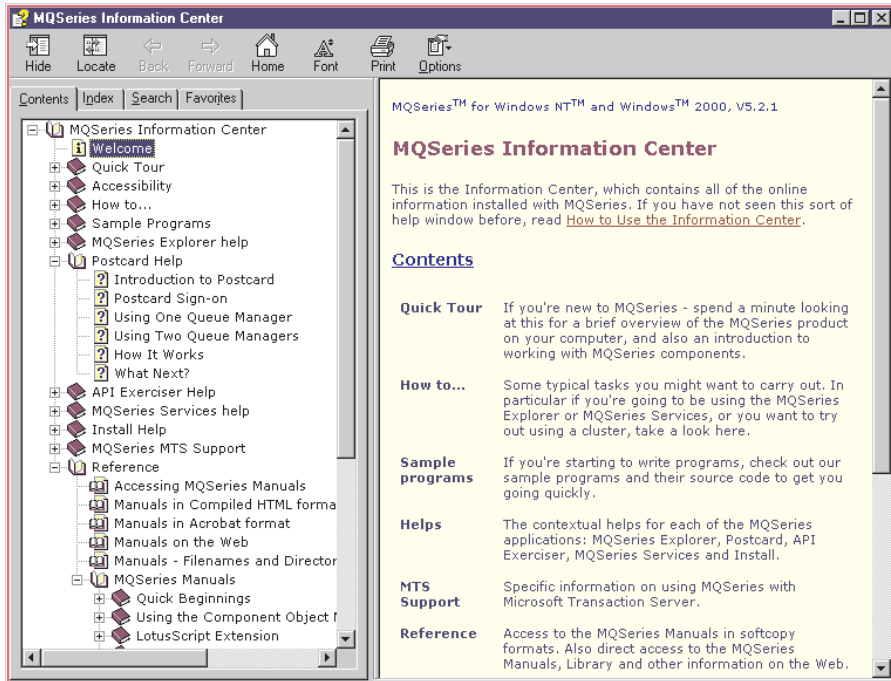 MQSeries Information Center
Hide Locate Back Forward Home Font Print Options
Contents Index Search Favorites
MQSeries Information Center
Welcome
Quick Tour
Accessibility
How to...
Sample Programs
MQSeries Explorer help
Postcard Help
Introduction to Postcard
Postcard Sign-on
Using One Queue Manager
Using Two Queue Managers
How It Works
What Next?
API Exerciser Help
MQSeries Services help
Install Help
MQSeries MTS Support
Reference
Accessing MQSeries Manuals
Manuals in Compiled HTML forma
Manuals in Acrobat format
Manuals on the Web
Manuals - Filenames and Director
MQSeries Manuals
Quick Beginnings
Using the Component Object
LotusScript Extension
MQSeries™ for Windows NT™ and Windows™ 2000, V5.2.1
MQSeries Information Center
This is the Information Center, which contains all of the online
information installed with MQSeries. If you have not seen this sort of
help window before, read How to Use the Information Center.
Contents
Quick Tour If you're new to MQSeries - spend a minute looking
at this for a brief overview of the MQSeries product
on your computer, and also an introduction to
working with MQSeries components.
How to... Some typical tasks you might want to carry out. In
particular if you're going to be using the MQSeries
Explorer or MQSeries Services, or you want to try
out using a cluster, take a look here.
Sample If you're starting to write programs, check out our
programs sample programs and their source code to get you
going quickly.
Helps The contextual helps for each of the MQSeries
applications: MQSeries Explorer, Postcard, API
Exerciser, MQSeries Services and Install.
MTS Specific information on using MQSeries with
Support Microsoft Transaction Server.
Reference Access to the MQSeries Manuals in softcopy
formats. Also direct access to the MQSeries
Manuals, Library and other information on the Web.